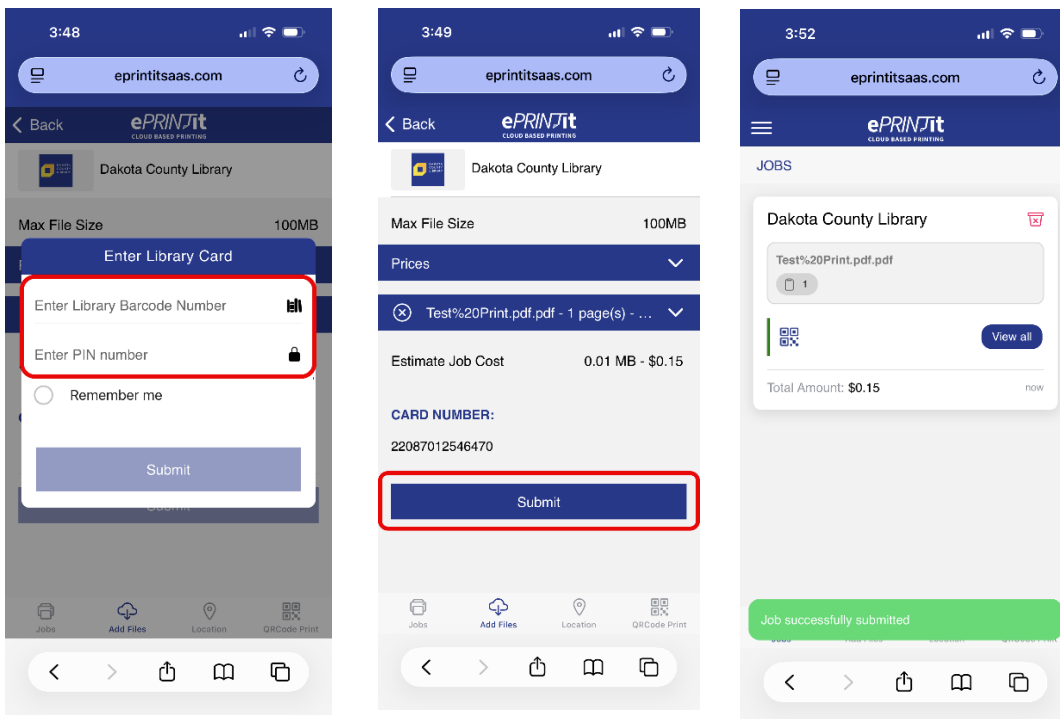 3:48
eprintitsaas.com
Back
ePRINTit
CLOUD BASED PRINTING
Dakota County Library
Max File Size 100MB
Enter Library Card
Enter Library Barcode Number
Enter PIN number
Remember me
Submit
Submit
Jobs Add Files Location QRCode Print
3:49
eprintitsaas.com
Back
ePRINTit
CLOUD BASED PRINTING
Dakota County Library
Max File Size 100MB
Prices
Test%20Print.pdf.pdf - 1 page(s) - ...
Estimate Job Cost 0.01 MB - $0.15
CARD NUMBER:
22087012546470
Submit
Jobs Add Files Location QRCode Print
3:52
eprintitsaas.com
ePRINTit
CLOUD BASED PRINTING
JOBS
Dakota County Library
Test%20Print.pdf.pdf
1
View all
Total Amount: $0.15 now
Job successfully submitted